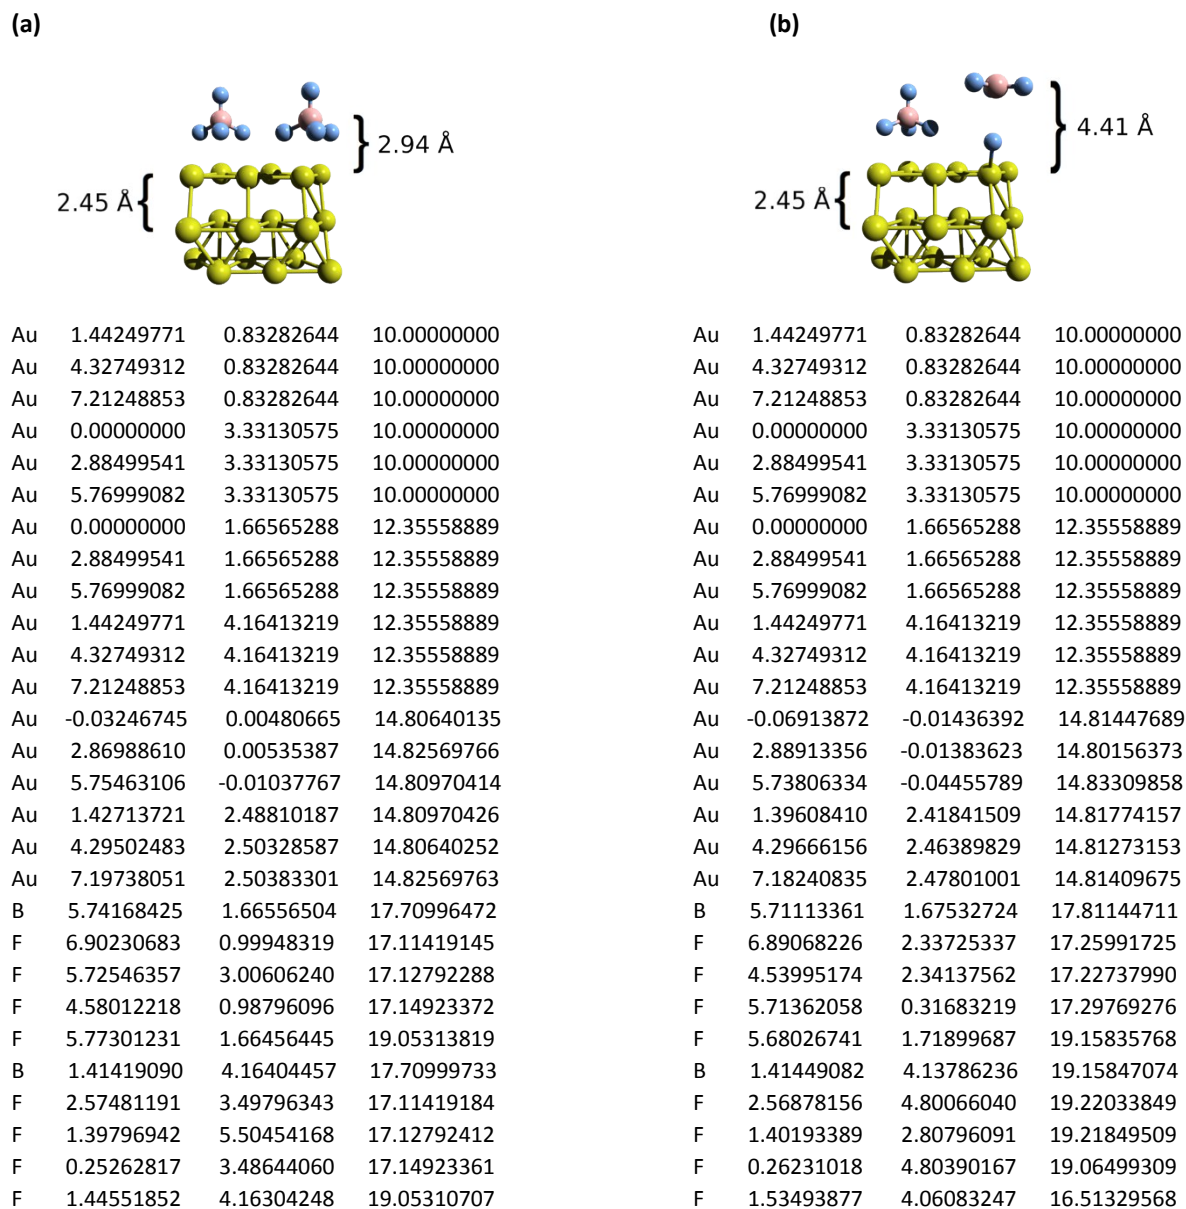 (a) (b)
2.94 Å 4.41 Å
2.45 Å 2.45 Å
Au 1.44249771 0.83282644 10.00000000 Au 1.44249771 0.83282644 10.00000000
Au 4.32749312 0.83282644 10.00000000 Au 4.32749312 0.83282644 10.00000000
Au 7.21248853 0.83282644 10.00000000 Au 7.21248853 0.83282644 10.00000000
Au 0.00000000 3.33130575 10.00000000 Au 0.00000000 3.33130575 10.00000000
Au 2.88499541 3.33130575 10.00000000 Au 2.88499541 3.33130575 10.00000000
Au 5.76999082 3.33130575 10.00000000 Au 5.76999082 3.33130575 10.00000000
Au 0.00000000 1.66565288 12.35558889 Au 0.00000000 1.66565288 12.35558889
Au 2.88499541 1.66565288 12.35558889 Au 2.88499541 1.66565288 12.35558889
Au 5.76999082 1.66565288 12.35558889 Au 5.76999082 1.66565288 12.35558889
Au 1.44249771 4.16413219 12.35558889 Au 1.44249771 4.16413219 12.35558889
Au 4.32749312 4.16413219 12.35558889 Au 4.32749312 4.16413219 12.35558889
Au 7.21248853 4.16413219 12.35558889 Au 7.21248853 4.16413219 12.35558889
Au -0.03246745 0.00480665 14.80640135 Au -0.06913872 -0.01436392 14.81447689
Au 2.86988610 0.00535387 14.82569766 Au 2.88913356 -0.01383623 14.80156373
Au 5.75463106 -0.01037767 14.80970414 Au 5.73806334 -0.04455789 14.83309858
Au 1.42713721 2.48810187 14.80970426 Au 1.39608410 2.41841509 14.81774157
Au 4.29502483 2.50328587 14.80640252 Au 4.29666156 2.46389829 14.81273153
Au 7.19738051 2.50383301 14.82569763 Au 7.18240835 2.47801001 14.81409675
B 5.74168425 1.66556504 17.70996472 B 5.71113361 1.67532724 17.81144711
F 6.90230683 0.99948319 17.11419145 F 6.89068226 2.33725337 17.25991725
F 5.72546357 3.00606240 17.12792288 F 4.53995174 2.34137562 17.22737990
F 4.58012218 0.98796096 17.14923372 F 5.71362058 0.31683219 17.29769276
F 5.77301231 1.66456445 19.05313819 F 5.68026741 1.71899687 19.15835768
B 1.41419090 4.16404457 17.70999733 B 1.41449082 4.13786236 19.15847074
F 2.57481191 3.49796343 17.11419184 F 2.56878156 4.80066040 19.22033849
F 1.39796942 5.50454168 17.12792412 F 1.40193389 2.80796091 19.21849509
F 0.25262817 3.48644060 17.14923361 F 0.26231018 4.80390167 19.06499309
F 1.44551852 4.16304248 19.05310707 F 1.53493877 4.06083247 16.51329568